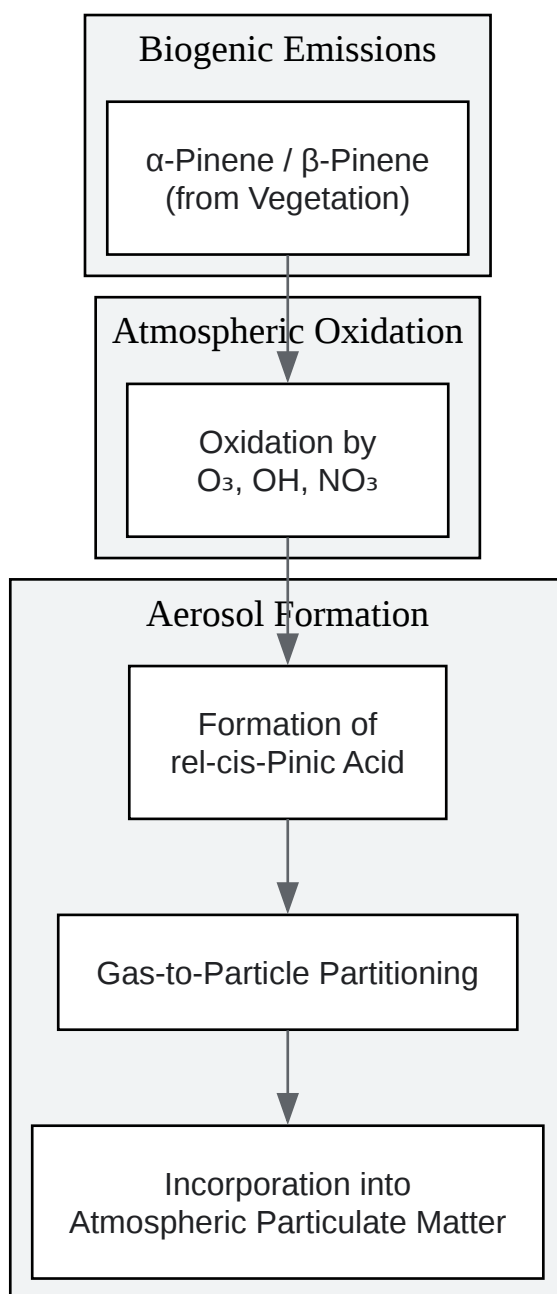 Biogenic Emissions
α-Pinene / β-Pinene
(from Vegetation)
Atmospheric Oxidation
Oxidation by
O₃, OH, NO₃
Aerosol Formation
Formation of
rel-cis-Pinic Acid
Gas-to-Particle Partitioning
Incorporation into
Atmospheric Particulate Matter